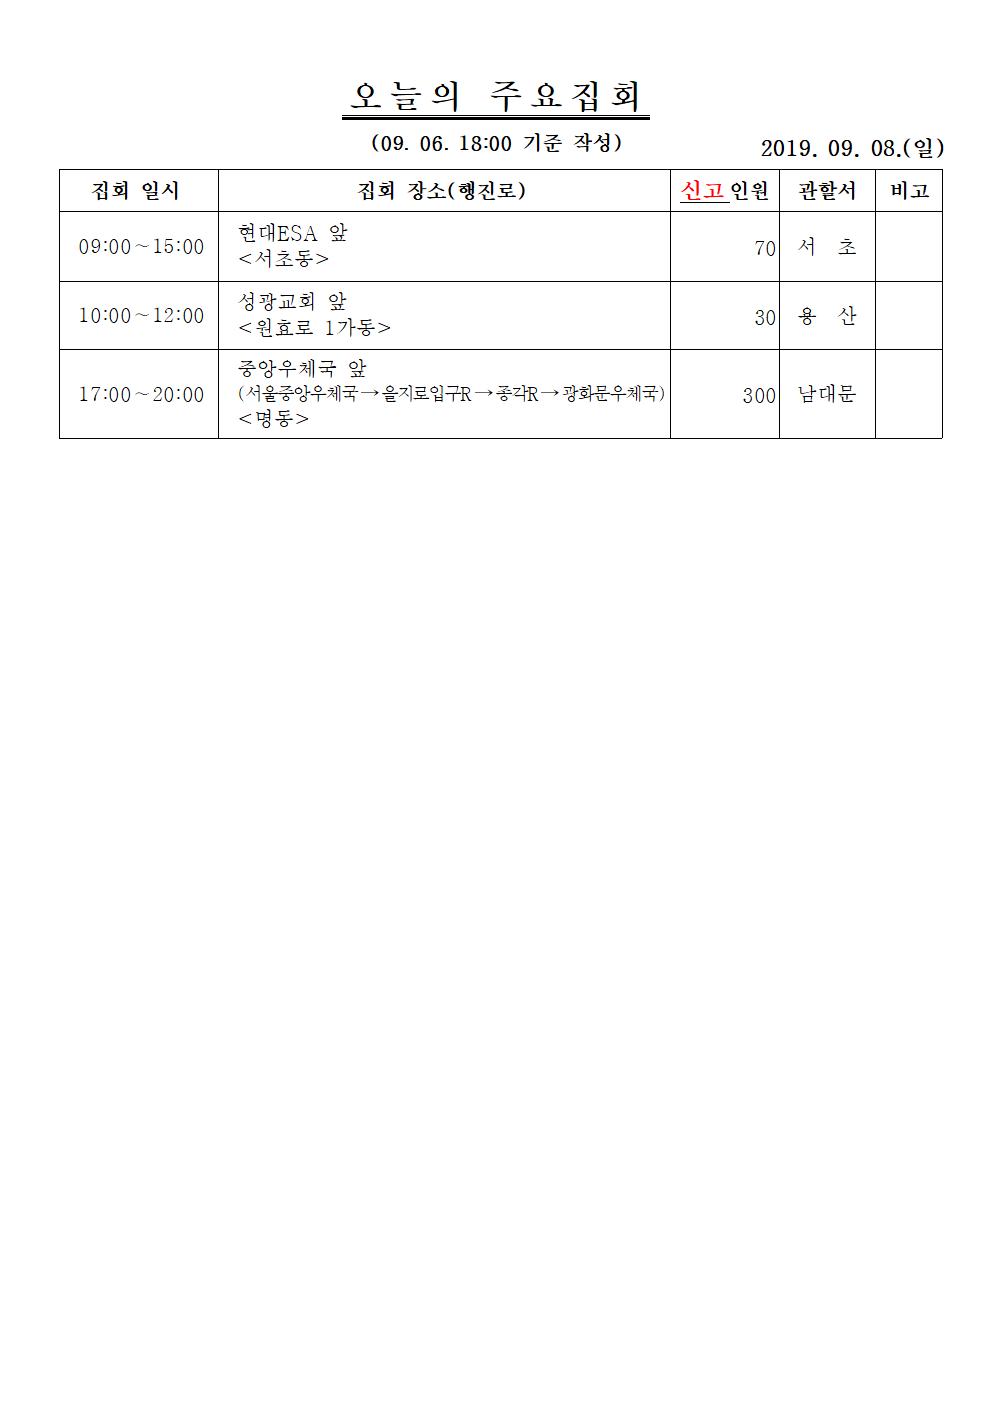 오늘의 주요집회
(09. 06. 18:00 기준 작성)
2019. 09. 08.(일)
집회 일시 집회 장소(행진로) 신고인원 관할서 비고
09:00~15:00 현대ESA 앞 <서초동> 70 서 초
10:00~12:00 성광교회 앞 <원효로 1가동> 30 용 산
17:00~20:00 중앙우체국 앞 (서울중앙우체국→을지로입구R→종각R→광화문우체국) <명동> 300 남대문